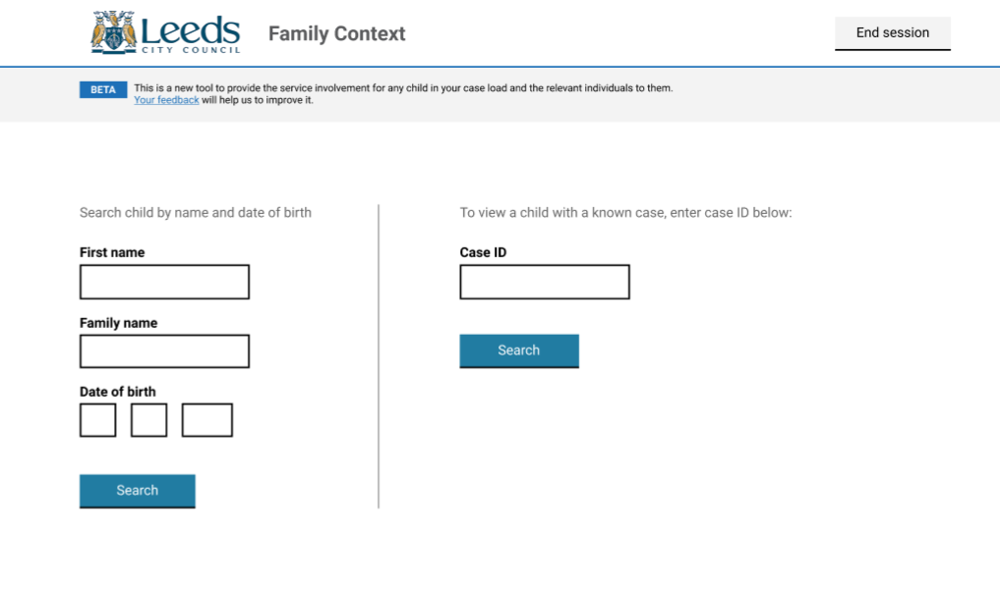 Leeds
CITY COUNCIL
Family Context
End session
BETA
This is a new tool to provide the service involvement for any child in your case load and the relevant individuals to them.
Your feedback will help us to improve it.
Search child by name and date of birth
First name
Family name
Date of birth
Search
To view a child with a known case, enter case ID below:
Case ID
Search